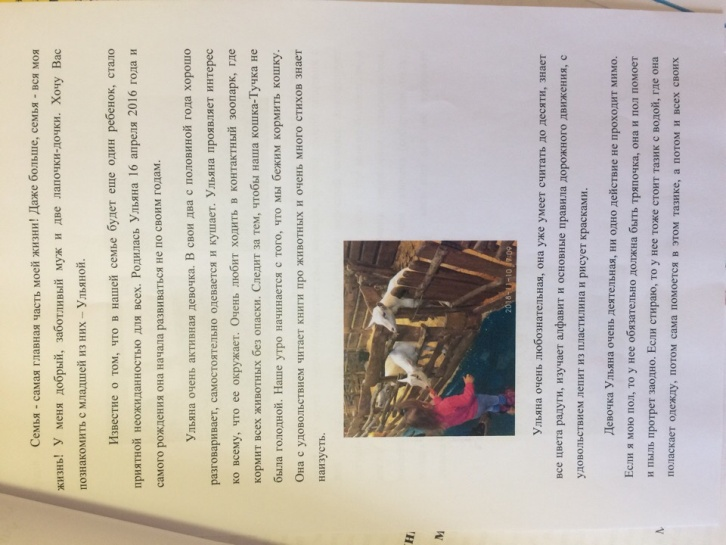 Семья - самая главная часть моей жизни! Даже больше, семья - вся моя
жизнь! У меня добрый, заботливый муж и две лапочки-дочки. Хочу Вас
познакомить с младшей из них – Ульяной.
Известие о том, что в нашей семье будет еще один ребенок, стало
приятной неожиданностью для всех. Родилась Ульяна 16 апреля 2016 года и
самого рождения она начала развиваться не по своим годам.
Ульяна очень активная девочка. В свои два с половиной года хорошо
разговаривает, самостоятельно одевается и кушает. Ульяна проявляет интерес
ко всему, что ее окружает. Очень любит ходить в контактный зоопарк, где
кормит всех животных без опаски. Следит за тем, чтобы наша кошка-Тучка не
была голодной. Наше утро начинается с того, что мы бежим кормить кошку.
Она с удовольствием читает книги про животных и очень много стихов знает
наизусть.
Ульяна очень любознательная, она уже умеет считать до десяти, знает
все цвета радуги, изучает алфавит и основные правила дорожного движения, с
удовольствием лепит из пластилина и рисует красками.
Девочка Ульяна очень деятельная, ни одно действие не проходит мимо.
Если я мою пол, то у нее обязательно должна быть тряпочка, она и пол помоет
и пыль протрет заодно. Если стираю, то у нее тоже стоит тазик с водой, где она
поласкает одежду, потом сама помоется в этом тазике, а потом и всех своих